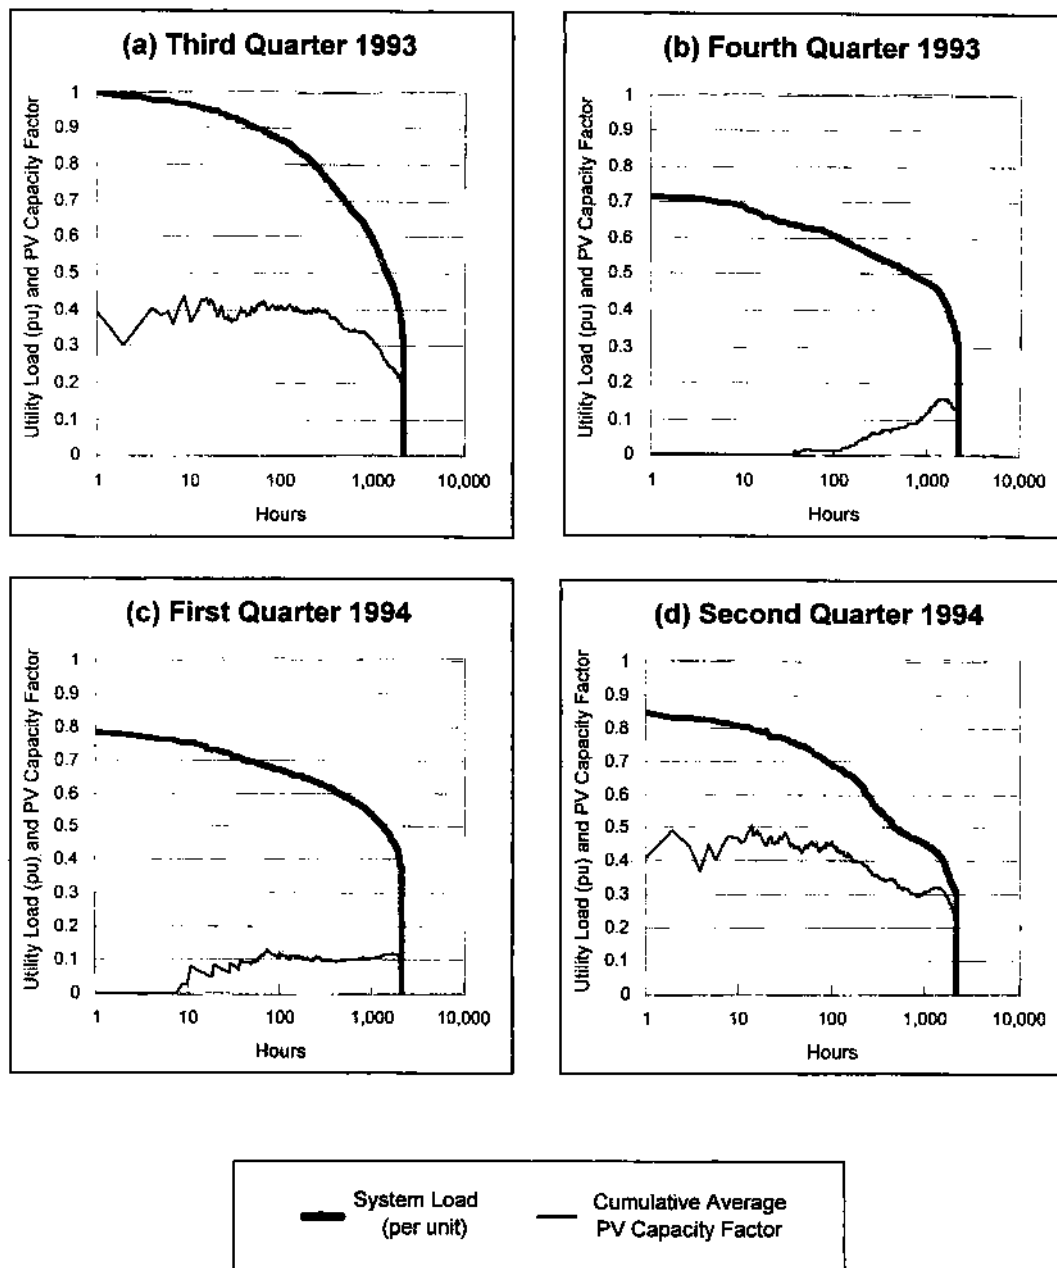 (a) Third Quarter 1993
Utility Load (pu) and PV Capacity Factor
1
0.9
0.8
0.7
0.6
0.5
0.4
0.3
0.2
0.1
0
1 10 100 1,000 10,000
Hours
(b) Fourth Quarter 1993
Utility Load (pu) and PV Capacity Factor
1
0.9
0.8
0.7
0.6
0.5
0.4
0.3
0.2
0.1
0
1 10 100 1,000 10,000
Hours
(c) First Quarter 1994
Utility Load (pu) and PV Capacity Factor
1
0.9
0.8
0.7
0.6
0.5
0.4
0.3
0.2
0.1
0
1 10 100 1,000 10,000
Hours
(d) Second Quarter 1994
Utility Load (pu) and PV Capacity Factor
1
0.9
0.8
0.7
0.6
0.5
0.4
0.3
0.2
0.1
0
1 10 100 1,000 10,000
Hours
System Load
(per unit)
Cumulative Average
PV Capacity Factor